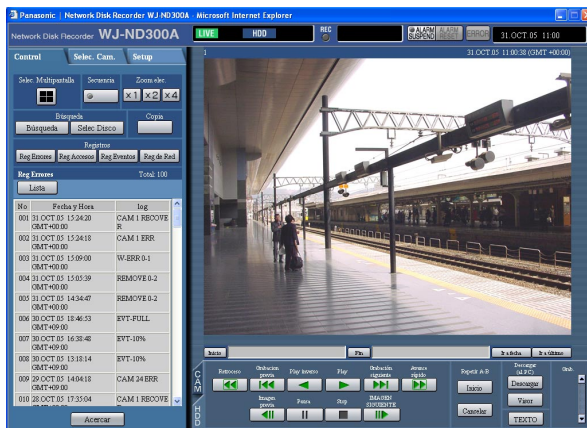 Panasonic | Network Disk Recorder WJ-ND300A - Microsoft Internet Explorer
Network Disk Recorder WJ-ND300A
LIVE
HDD
REC
ALARM SUSPEND
ALARM RESET
ERROR
31.OCT.05 11:00
Control
Selec. Cam.
Setup
1
31.OCT.05 11:00:38 (GMT +00:00)
Selec. Multipastalla
Secuencia
Zoom elec.
x1 x2 x4
Búsqueda
Copia
Búsqueda
Selec Disco
Registros
Reg Errores
Reg Accesos
Reg Eventos
Reg de Red
Reg Errores
Total: 100
Lista
No Fecha y Hora log
001 31.OCT.05 15:24:20 CAM 1 RECOVE
GMT+00:00 R
002 31.OCT.05 15:24:18 CAM 1 ERR
GMT+00:00
003 31.OCT.05 15:09:00 W-ERR 0-1
GMT+00:00
004 31.OCT.05 15:05:39 REMOVE 0-2
GMT+00:00
005 31.OCT.05 14:34:47 REMOVE 0-2
GMT+00:00
006 30.OCT.05 18:46:53 EVT-FULL
GMT+09:00
007 30.OCT.05 16:38:48 EVT-10%
GMT+09:00
008 30.OCT.05 13:18:14 EVT-10%
GMT+09:00
009 29.OCT.05 14:04:18 CAM 24 ERR
GMT+09:00
010 28.OCT.05 17:35:04 CAM 1 RECOVE
Acercar
Inicio
Fin
Ir a fecha
Ir a último
CAM
HDD
Retroceso
Grabacion previa
Play Inverso
Play
Grabación siguiente
Avance rápido
Imagen previa
Pausa
Stop
IMAGEN SIGUIENTE
Repetir A-B
Inicio
Cancelar
Descargar (al PC)
Descargar
Visor
TEXTO
Grab.